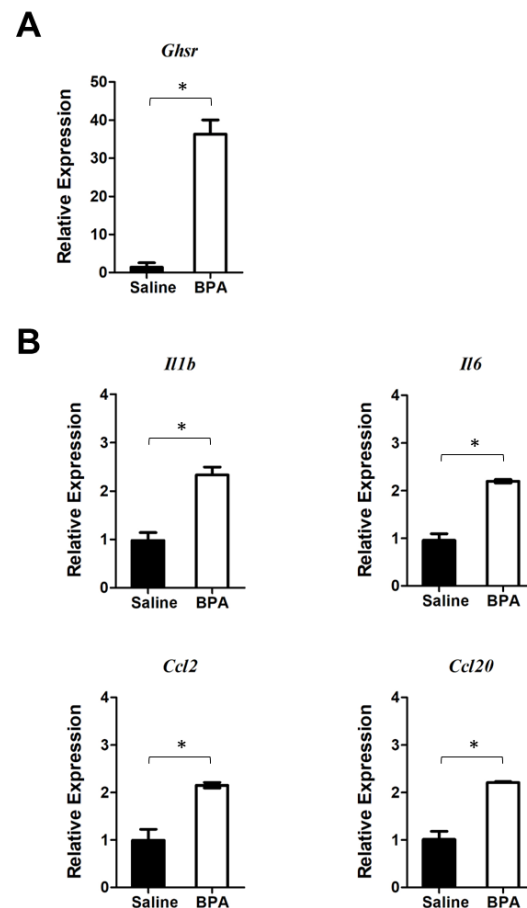 A
Ghsr
Relative Expression
50
40
30
20
10
0
*
Saline BPA
B
Il1b
Relative Expression
4
3
2
1
0
*
Saline BPA
Il6
Relative Expression
4
3
2
1
0
*
Saline BPA
Ccl2
Relative Expression
4
3
2
1
0
*
Saline BPA
Ccl20
Relative Expression
4
3
2
1
0
*
Saline BPA